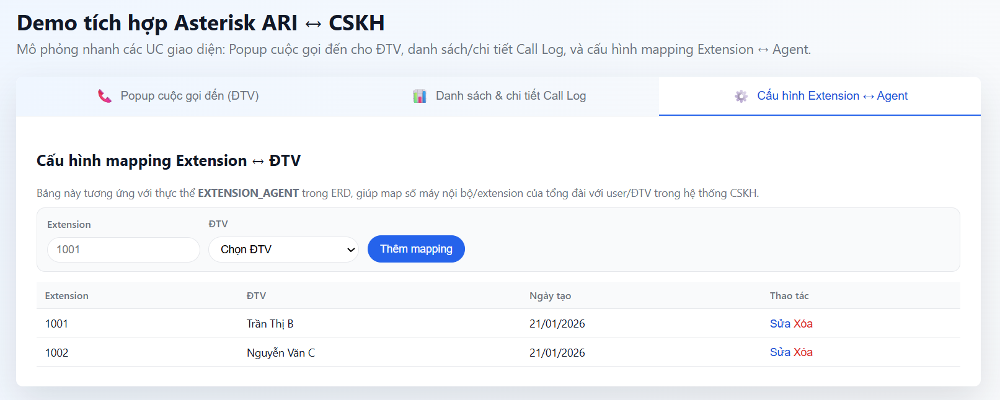 Demo tích hợp Asterisk ARI ↔ CSKH
Mô phỏng nhanh các UC giao diện: Popup cuộc gọi đến cho ĐTV, danh sách/chi tiết Call Log, và cấu hình mapping Extension ↔ Agent.
Popup cuộc gọi đến (ĐTV)
Danh sách & chi tiết Call Log
Cấu hình Extension ↔ Agent
Cấu hình mapping Extension ↔ ĐTV
Bảng này tương ứng với thực thể EXTENSION_AGENT trong ERD, giúp map số máy nội bộ/extension của tổng đài với user/ĐTV trong hệ thống CSKH.
Extension ĐTV
1001 Chọn ĐTV Thêm mapping
Extension ĐTV Ngày tạo Thao tác
1001 Trần Thị B 21/01/2026 Sửa Xóa
1002 Nguyễn Văn C 21/01/2026 Sửa Xóa